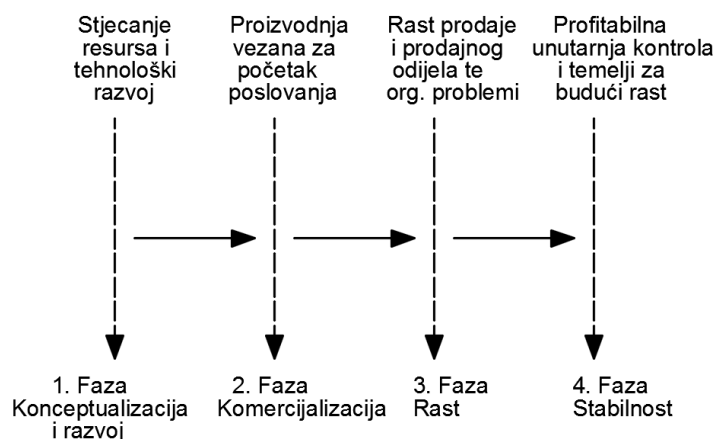 Stjecanje
resursa i
tehnološki
razvoj
Proizvodnja
vezana za
početak
poslovanja
Rast prodaje
i prodajnog
odijela te
org. problemi
Profitabilna
unutarnja kontrola
i temelji za
budući rast
1. Faza
Konceptualizacija
i razvoj
2. Faza
Komercijalizacija
3. Faza
Rast
4. Faza
Stabilnost